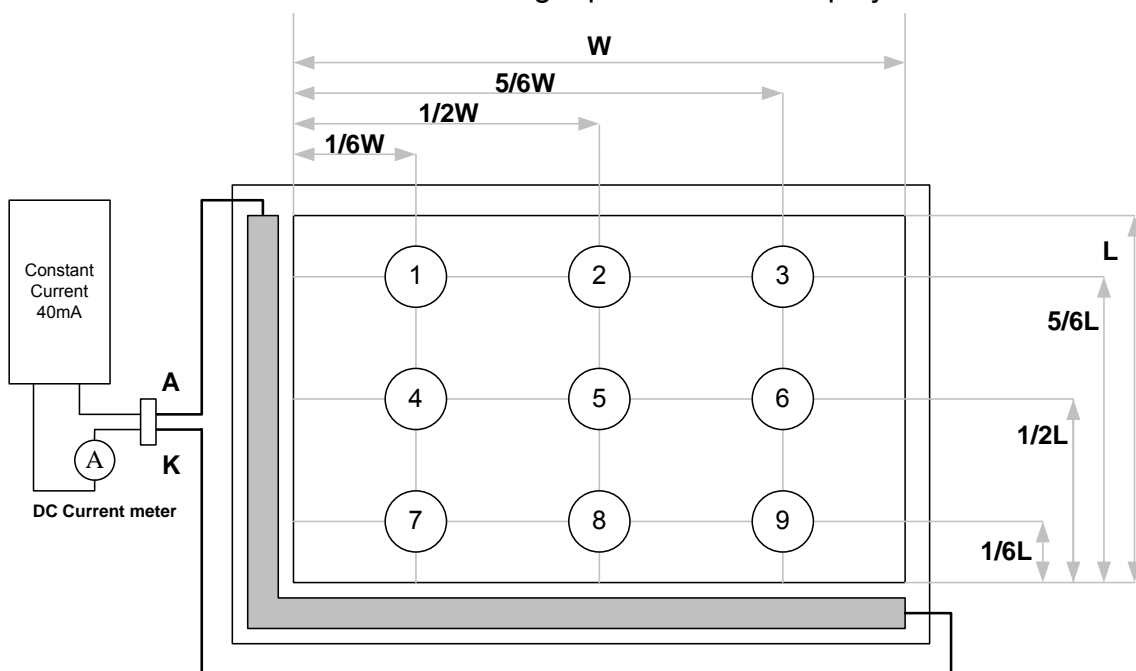 W
5/6W
1/2W
1/6W
Constant
Current
40mA
A
K
A
DC Current meter
1
2
3
4
5
6
7
8
9
L
5/6L
1/2L
1/6L